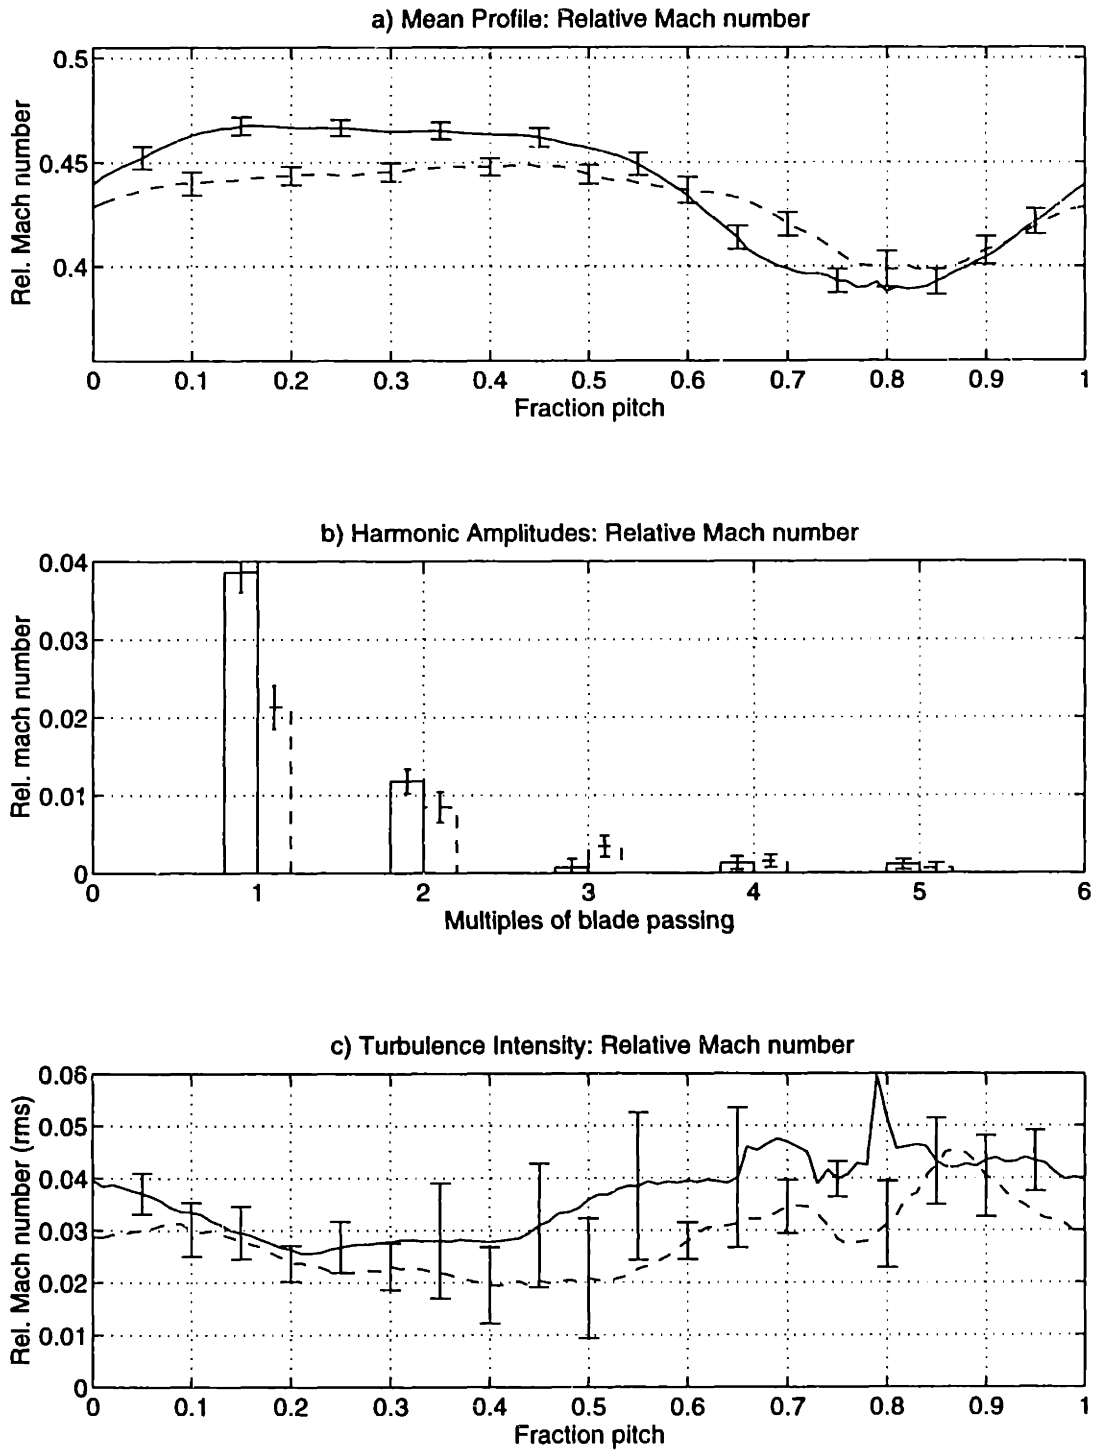 a) Mean Profile: Relative Mach number
0.5
0.45
0.4
Rel. Mach number
0 0.1 0.2 0.3 0.4 0.5 0.6 0.7 0.8 0.9 1
Fraction pitch
b) Harmonic Amplitudes: Relative Mach number
0.04
0.03
0.02
0.01
0
Rel. mach number
0 1 2 3 4 5 6
Multiples of blade passing
c) Turbulence Intensity: Relative Mach number
0.06
0.05
0.04
0.03
0.02
0.01
0
Rel. Mach number (rms)
0 0.1 0.2 0.3 0.4 0.5 0.6 0.7 0.8 0.9 1
Fraction pitch